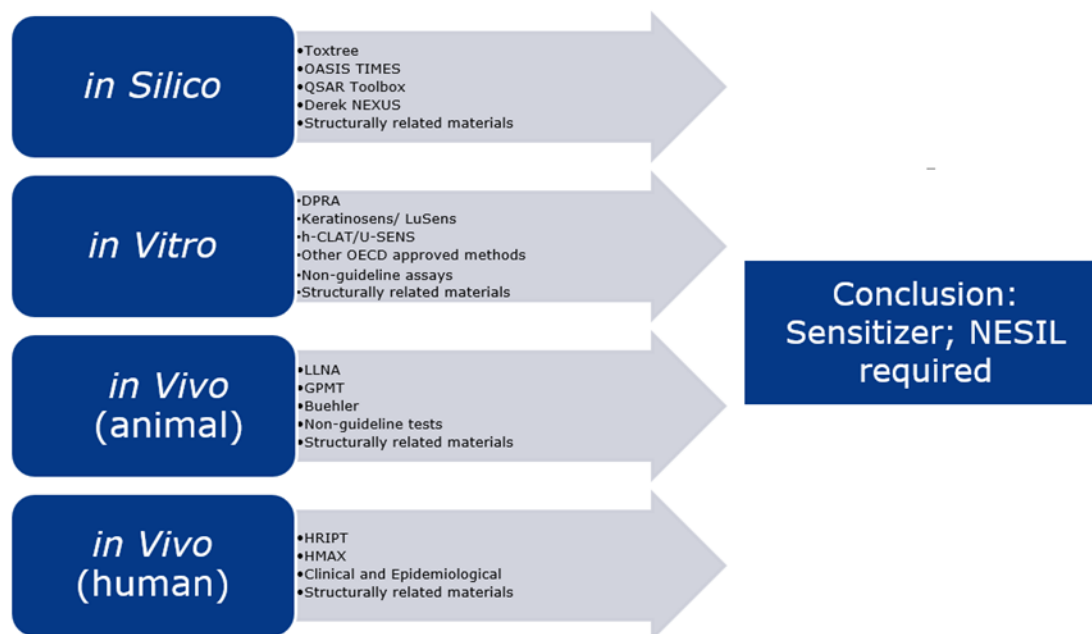 in Silico
•Toxtree
•OASIS TIMES
•QSAR Toolbox
•Derek NEXUS
•Structurally related materials
in Vitro
•DPRA
•Keratinosens/ LuSens
•h-CLAT/U-SENS
•Other OECD approved methods
•Non-guideline assays
•Structurally related materials
in Vivo
(animal)
•LLNA
•GPMT
•Buehler
•Non-guideline tests
•Structurally related materials
in Vivo
(human)
•HRIPT
•HMAX
•Clinical and Epidemiological
•Structurally related materials
Conclusion:
Sensitizer; NESIL
required